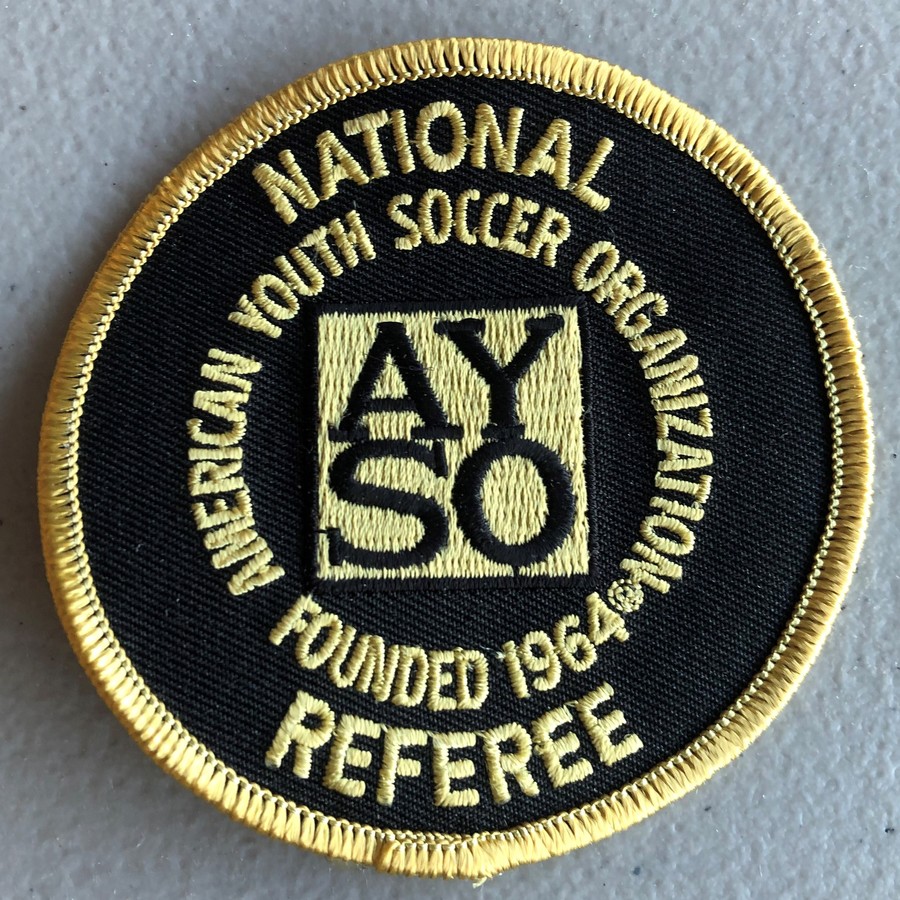 NATIONAL
AMERICAN YOUTH SOCCER ORGANIZATION®
AY
SO
FOUNDED 1964
REFEREE